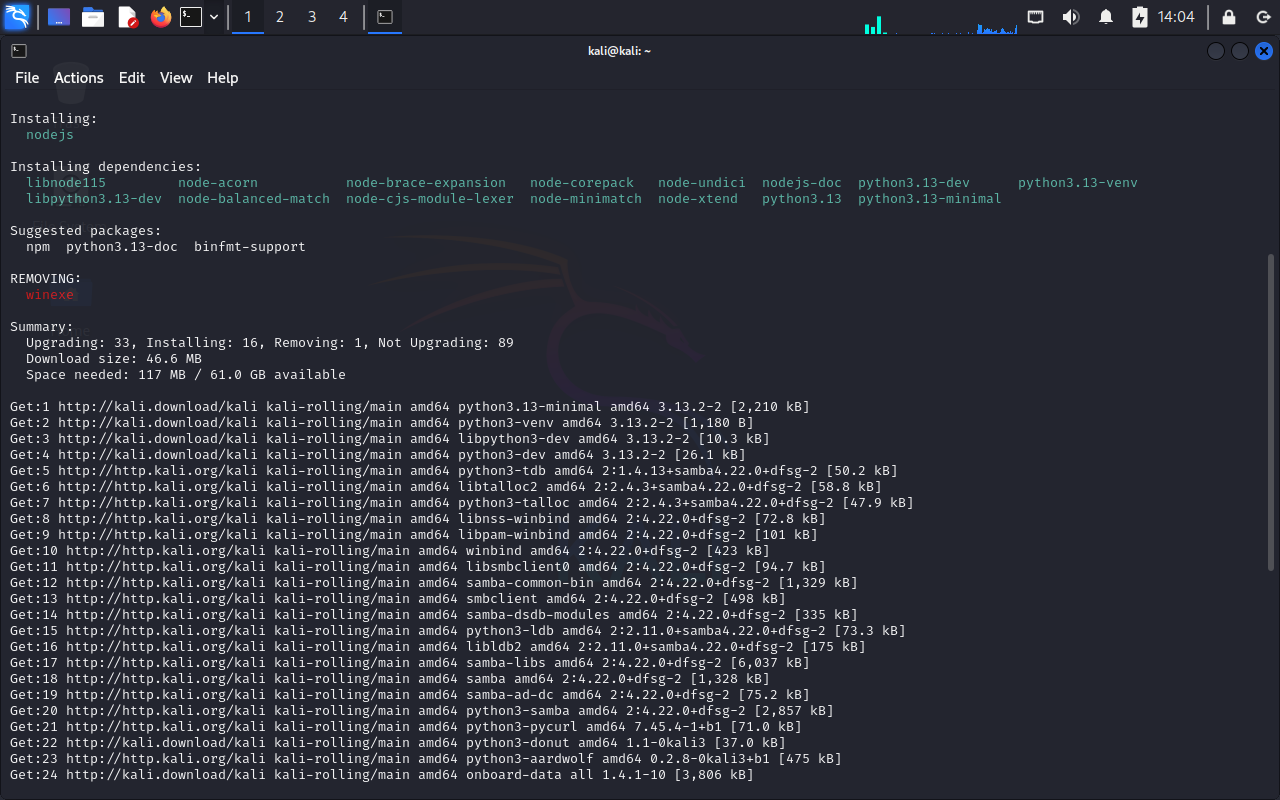 1 2 3 4 14:04
kali@kali: ~
File Actions Edit View Help
Installing:
nodejs
Installing dependencies:
libnode115 node-acorn node-brace-expansion node-corepack node-undici nodejs-doc python3.13-dev python3.13-venv
libpython3.13-dev node-balanced-match node-cjs-module-lexer node-minimatch node-xtend python3.13 python3.13-minimal
Suggested packages:
npm python3.13-doc binfmt-support
REMOVING:
winexe
Summary:
Upgrading: 33, Installing: 16, Removing: 1, Not Upgrading: 89
Download size: 46.6 MB
Space needed: 117 MB / 61.0 GB available
Get:1 http://kali.download/kali kali-rolling/main amd64 python3.13-minimal amd64 3.13.2-2 [2,210 kB]
Get:2 http://kali.download/kali kali-rolling/main amd64 python3-venv amd64 3.13.2-2 [1,180 B]
Get:3 http://kali.download/kali kali-rolling/main amd64 libpython3-dev amd64 3.13.2-2 [10.3 kB]
Get:4 http://kali.download/kali kali-rolling/main amd64 python3-dev amd64 3.13.2-2 [26.1 kB]
Get:5 http://http.kali.org/kali kali-rolling/main amd64 python3-tdb amd64 2:1.4.13+samba4.22.0+dfsg-2 [50.2 kB]
Get:6 http://http.kali.org/kali kali-rolling/main amd64 libtalloc2 amd64 2:2.4.3+samba4.22.0+dfsg-2 [58.8 kB]
Get:7 http://http.kali.org/kali kali-rolling/main amd64 python3-talloc amd64 2:2.4.3+samba4.22.0+dfsg-2 [47.9 kB]
Get:8 http://http.kali.org/kali kali-rolling/main amd64 libnss-winbind amd64 2:4.22.0+dfsg-2 [72.8 kB]
Get:9 http://http.kali.org/kali kali-rolling/main amd64 libpam-winbind amd64 2:4.22.0+dfsg-2 [101 kB]
Get:10 http://http.kali.org/kali kali-rolling/main amd64 winbind amd64 2:4.22.0+dfsg-2 [423 kB]
Get:11 http://http.kali.org/kali kali-rolling/main amd64 libsmbclient0 amd64 2:4.22.0+dfsg-2 [94.7 kB]
Get:12 http://http.kali.org/kali kali-rolling/main amd64 samba-common-bin amd64 2:4.22.0+dfsg-2 [1,329 kB]
Get:13 http://http.kali.org/kali kali-rolling/main amd64 smbclient amd64 2:4.22.0+dfsg-2 [498 kB]
Get:14 http://http.kali.org/kali kali-rolling/main amd64 samba-dsdb-modules amd64 2:4.22.0+dfsg-2 [335 kB]
Get:15 http://http.kali.org/kali kali-rolling/main amd64 python3-ldb amd64 2:2.11.0+samba4.22.0+dfsg-2 [73.3 kB]
Get:16 http://http.kali.org/kali kali-rolling/main amd64 libldb2 amd64 2:2.11.0+samba4.22.0+dfsg-2 [175 kB]
Get:17 http://http.kali.org/kali kali-rolling/main amd64 samba-libs amd64 2:4.22.0+dfsg-2 [6,037 kB]
Get:18 http://http.kali.org/kali kali-rolling/main amd64 samba amd64 2:4.22.0+dfsg-2 [1,328 kB]
Get:19 http://http.kali.org/kali kali-rolling/main amd64 samba-ad-dc amd64 2:4.22.0+dfsg-2 [75.2 kB]
Get:20 http://http.kali.org/kali kali-rolling/main amd64 python3-samba amd64 2:4.22.0+dfsg-2 [2,857 kB]
Get:21 http://http.kali.org/kali kali-rolling/main amd64 python3-pycurl amd64 7.45.4-1+b1 [71.0 kB]
Get:22 http://kali.download/kali kali-rolling/main amd64 python3-donut amd64 1.1-0kali3 [37.0 kB]
Get:23 http://http.kali.org/kali kali-rolling/main amd64 python3-aardwolf amd64 0.2.8-0kali3+b1 [475 kB]
Get:24 http://kali.download/kali kali-rolling/main amd64 onboard-data all 1.4.1-10 [3,806 kB]